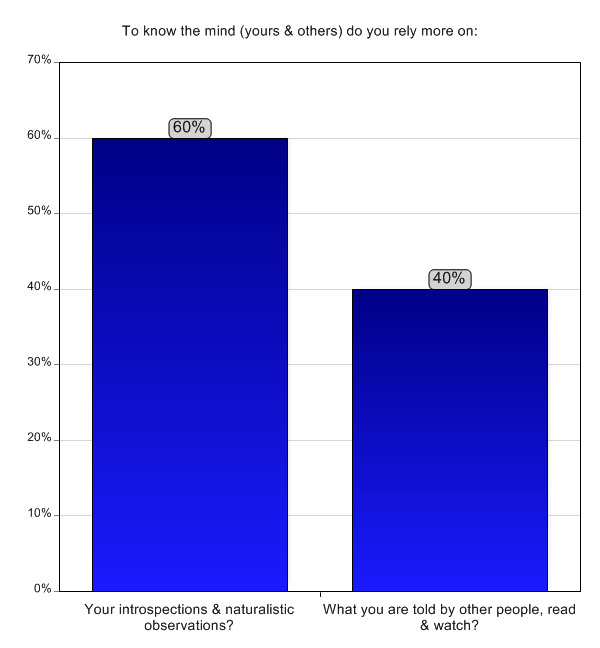 To know the mind (yours & others) do you rely more on:
70%
60%
50%
40%
30%
20%
10%
0%
60%
40%
Your introspections & naturalistic
observations?
What you are told by other people, read
& watch?